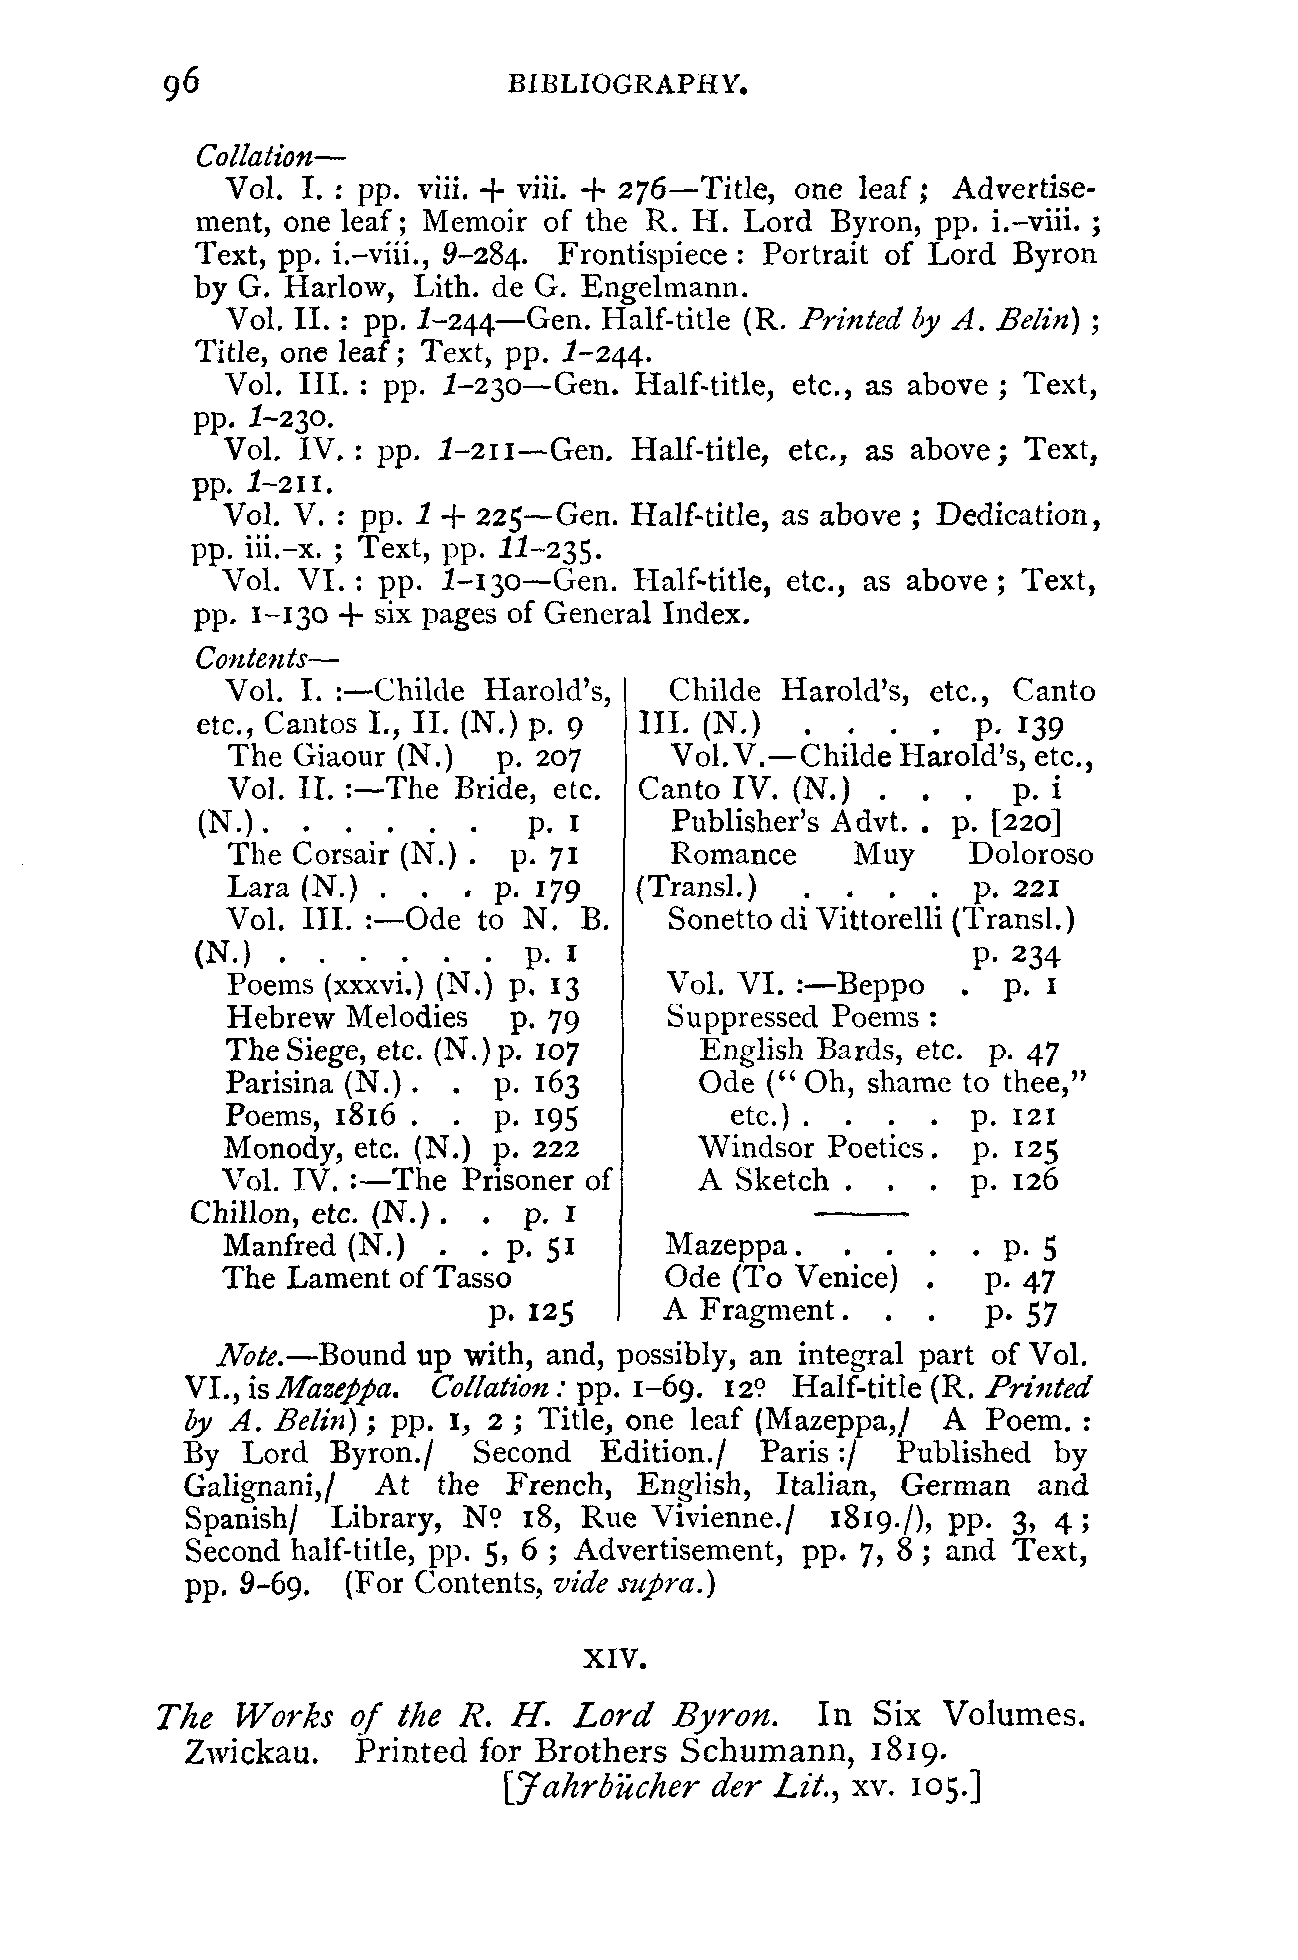 96 BIBLIOGRAPHY.
Collation—
Vol. I. : pp. viii. + viii. + 276—Title, one leaf ; Advertise-
ment, one leaf ; Memoir of the R. H. Lord Byron, pp. i.–viii. ;
Text, pp. i.–viii., 9–284. Frontispiece : Portrait of Lord Byron
by G. Harlow, Lith. de G. Engelmann.
Vol. II. : pp. 1–244—Gen. Half-title (R. Printed by A. Belin) ;
Title, one leaf ; Text, pp. 1–244.
Vol. III. : pp. 1–230—Gen. Half-title, etc., as above ; Text,
pp. 1–230.
Vol. IV. : pp. 1–211—Gen. Half-title, etc., as above ; Text,
pp. 1–211.
Vol. V. : pp. 1 + 225—Gen. Half-title, as above ; Dedication,
pp. iii.–x. ; Text, pp. 11–235.
Vol. VI. : pp. 1–130—Gen. Half-title, etc., as above ; Text,
pp. 1–130 + six pages of General Index.
Contents—
Vol. I. :—Childe Harold's,
etc., Cantos I., II. (N.) p. 9
The Giaour (N.) p. 207
Vol. II. :—The Bride, etc.
(N.) . . . . . . p. 1
The Corsair (N.) . p. 71
Lara (N.) . . . p. 179
Vol. III. :—Ode to N. B.
(N.) . . . . . . p. 1
Poems (xxxvi.) (N.) p. 13
Hebrew Melodies p. 79
The Siege, etc. (N.) p. 107
Parisina (N.) . . p. 163
Poems, 1816 . . p. 195
Monody, etc. (N.) p. 222
Vol. IV. :—The Prisoner of
Chillon, etc. (N.) . . p. 1
Manfred (N.) . . p. 51
The Lament of Tasso
p. 125
Childe Harold's, etc., Canto
III. (N.) . . . . p. 139
Vol. V.—Childe Harold's, etc.,
Canto IV. (N.) . . . p. i
Publisher's Advt. . p. [220]
Romance Muy Doloroso
(Transl.) . . . . p. 221
Sonetto di Vittorelli (Transl.)
p. 234
Vol. VI. :—Beppo . p. 1
Suppressed Poems :
English Bards, etc. p. 47
Ode (“Oh, shame to thee,”
etc.) . . . . p. 121
Windsor Poetics . p. 125
A Sketch . . . p. 126
Mazeppa . . . . . p. 5
Ode (To Venice) . p. 47
A Fragment . . . p. 57
Note.—Bound up with, and, possibly, an integral part of Vol.
VI., is Mazeppa. Collation : pp. 1–69. 12º Half-title (R. Printed
by A. Belin) ; pp. 1, 2 ; Title, one leaf (Mazeppa,/ A Poem. :
By Lord Byron./ Second Edition./ Paris :/ Published by
Galignani,/ At the French, English, Italian, German and
Spanish/ Library, Nº 18, Rue Vivienne./ 1819./), pp. 3, 4 ;
Second half-title, pp. 5, 6 ; Advertisement, pp. 7, 8 ; and Text,
pp. 9–69. (For Contents, vide supra.)
XIV.
The Works of the R. H. Lord Byron. In Six Volumes.
Zwickau. Printed for Brothers Schumann, 1819.
[Jahrbücher der Lit., xv. 105.]